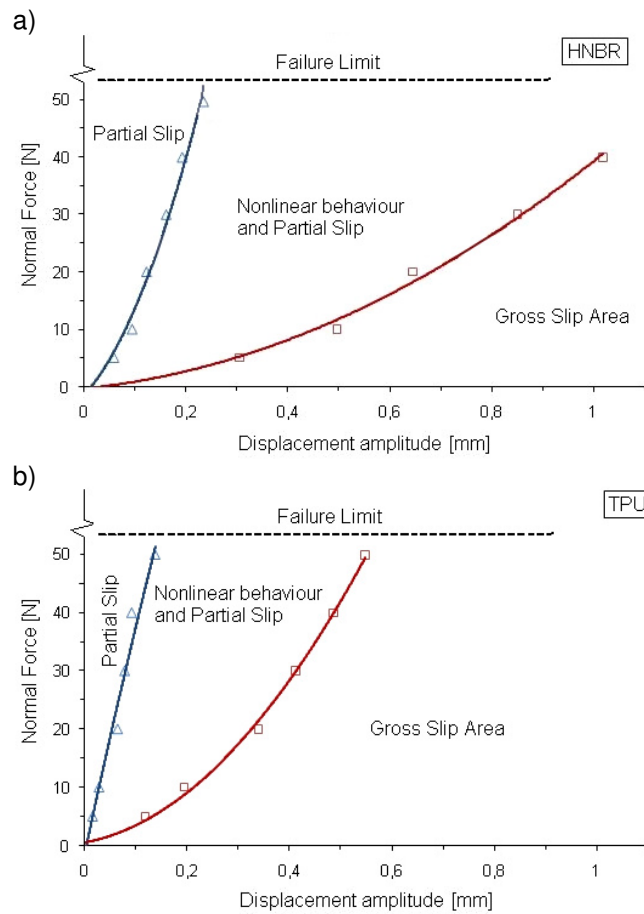 a)
HNBR
Failure Limit
Normal Force [N]
50
40
30
20
10
0
Partial Slip
Nonlinear behaviour
and Partial Slip
Gross Slip Area
0
0,2
0,4
0,6
0,8
1
Displacement amplitude [mm]
b)
TPU
Failure Limit
Normal Force [N]
50
40
30
20
10
0
Partial Slip
Nonlinear behaviour
and Partial Slip
Gross Slip Area
0
0,2
0,4
0,6
0,8
1
Displacement amplitude [mm]